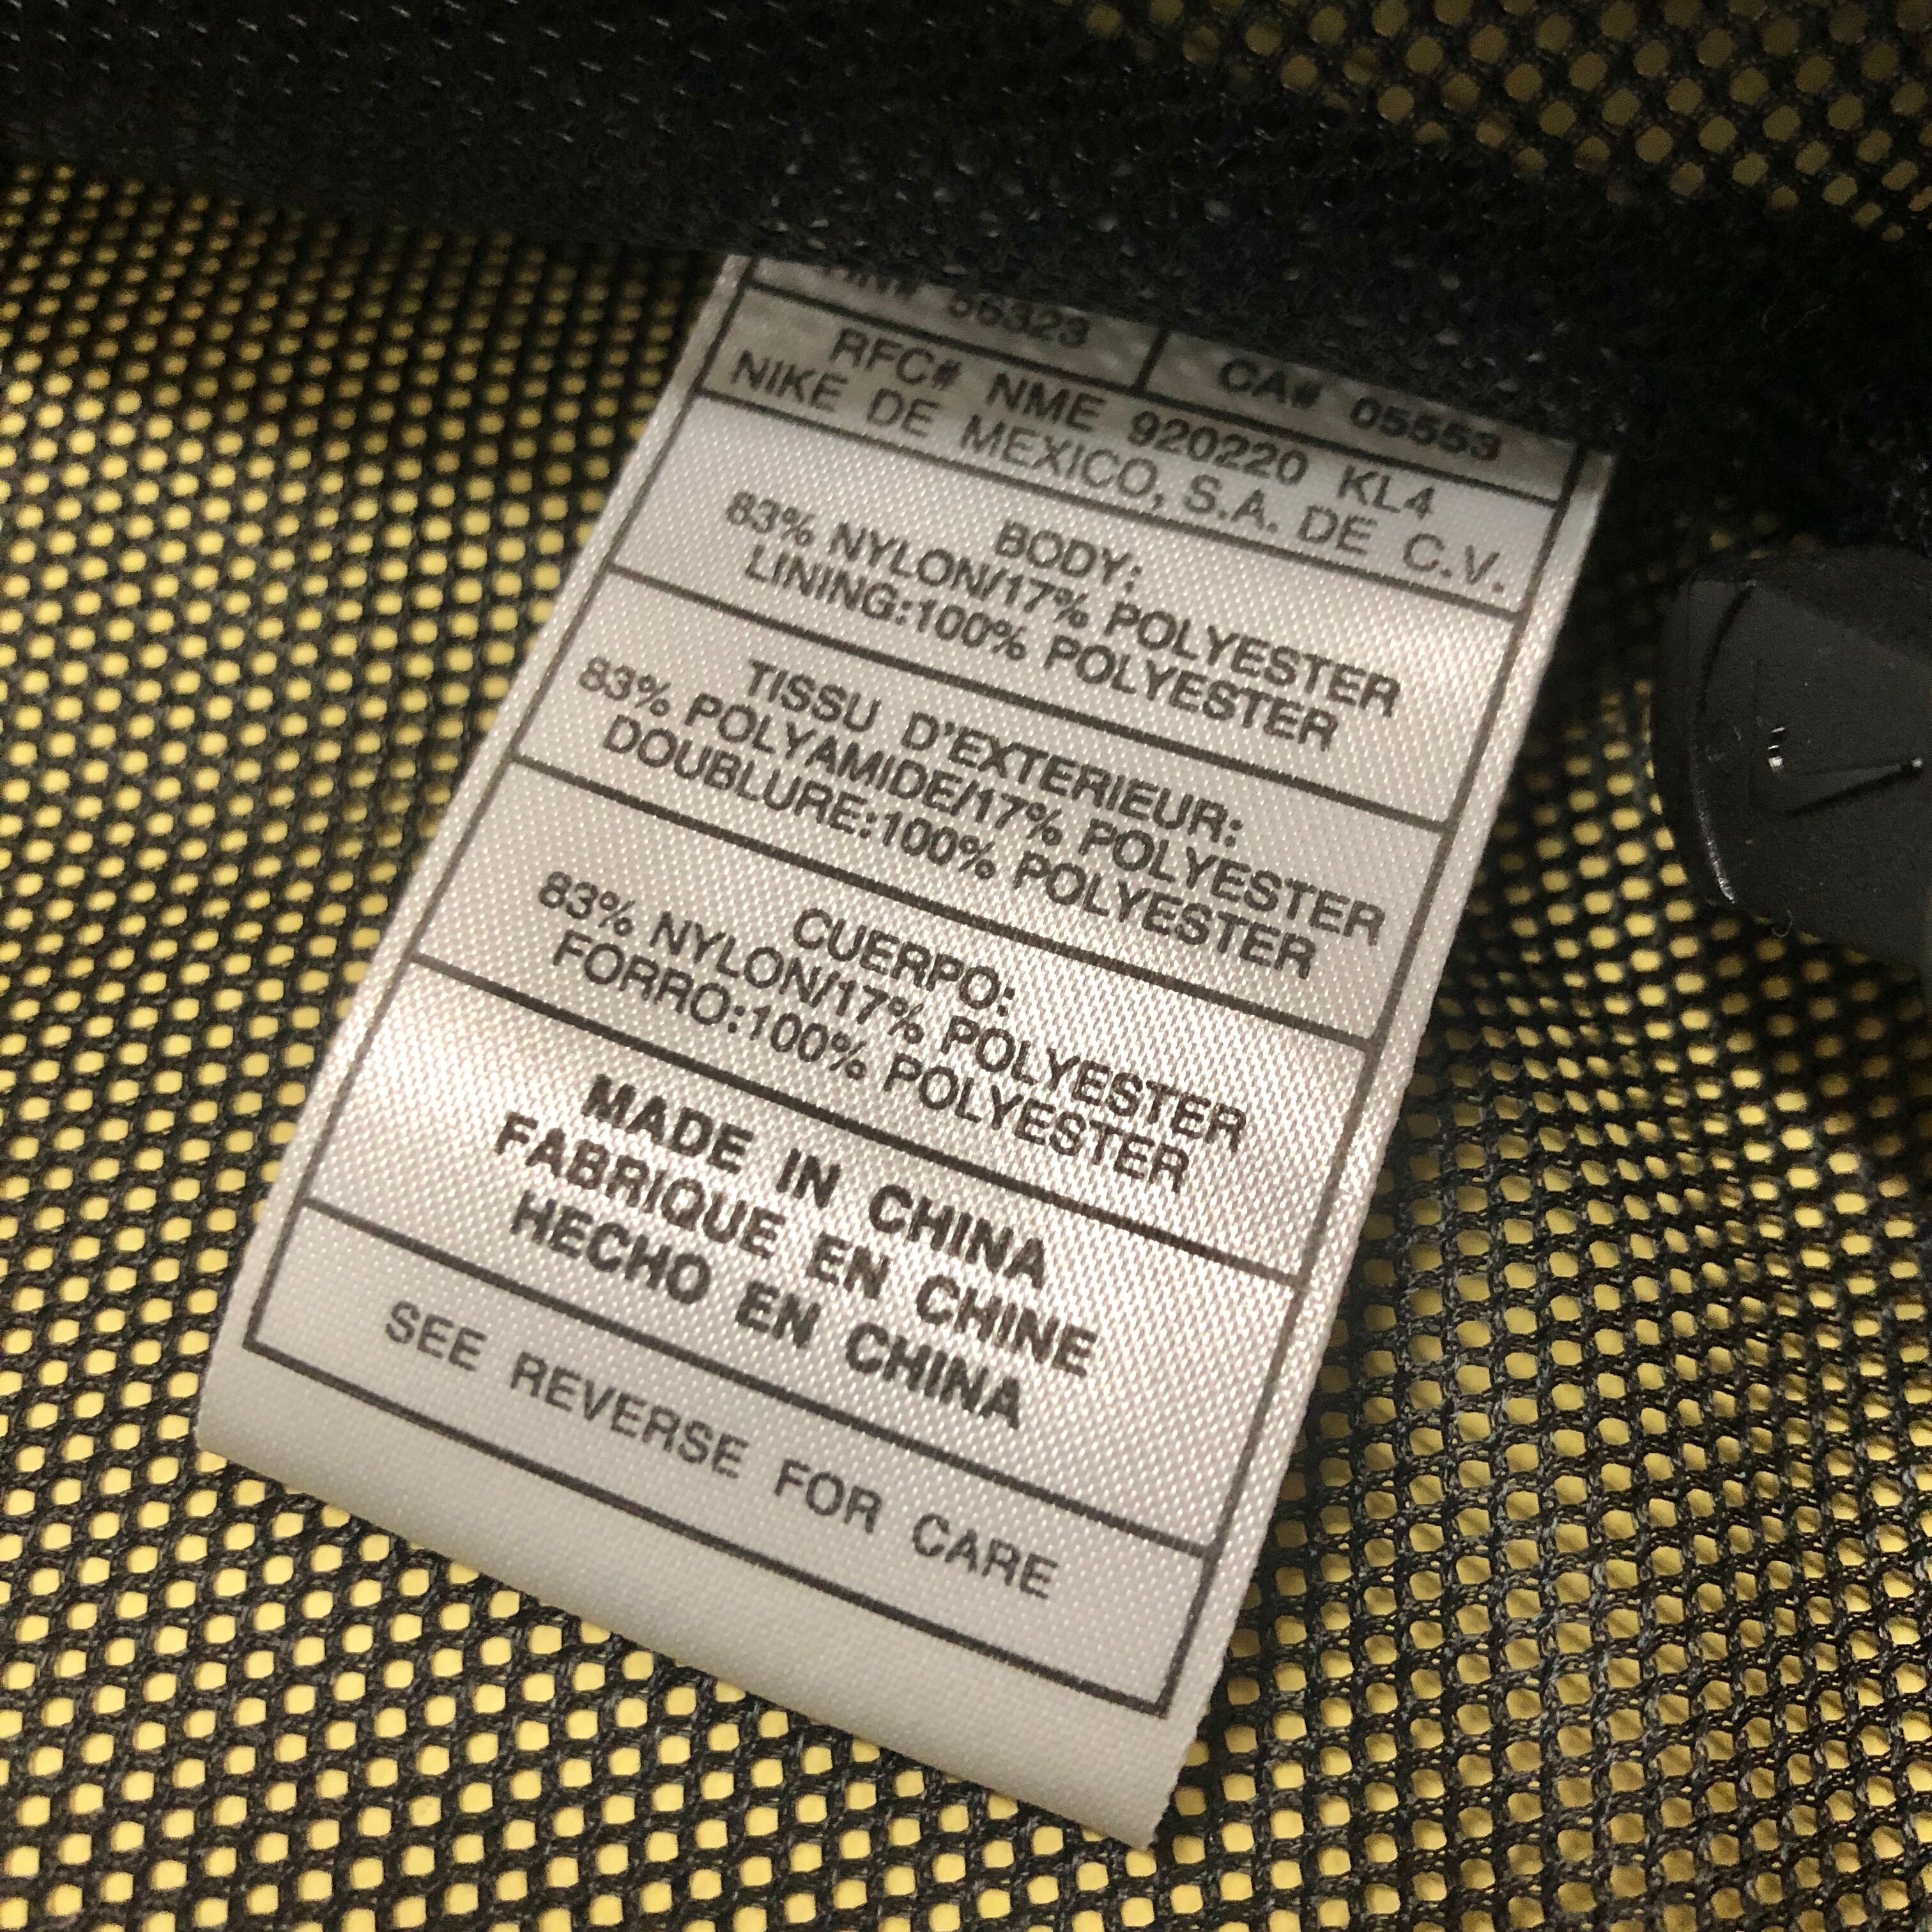 56323
CA# 05553
RFC# NME 920220 KL4
NIKE DE MEXICO, S.A. DE C.V.
BODY:
83% NYLON/17% POLYESTER
LINING:100% POLYESTER
TISSU D'EXTERIEUR:
83% POLYAMIDE/17% POLYESTER
DOUBLURE:100% POLYESTER
CUERPO:
83% NYLON/17% POLYESTER
FORRO:100% POLYESTER
MADE IN CHINA
FABRIQUE EN CHINE
HECHO EN CHINA
SEE REVERSE FOR CARE